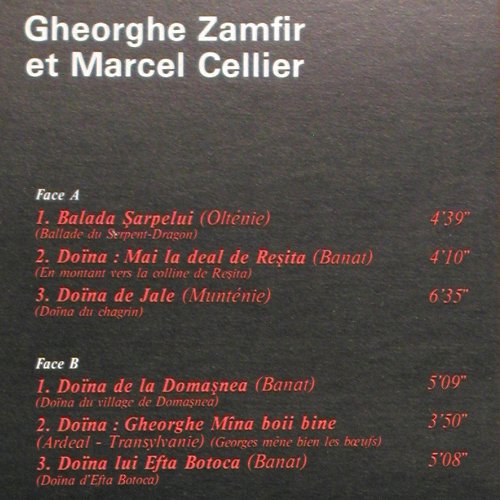 Gheorghe Zamfir
et Marcel Cellier
Face A
1. Balada Şarpelui (Olténie) 4'39"
(Ballade du Serpent-Dragon)
2. Doïna : Mai la deal de Reşita (Banat) 4'10"
(En montant vers la colline de Reşita)
3. Doïna de Jale (Munténie) 6'35"
(Doïna du chagrin)
Face B
1. Doïna de la Domaşnea (Banat) 5'09"
(Doïna du village de Domaşnea)
2. Doïna : Gheorghe Mîna boii bine 3'50"
(Ardeal - Transylvanie) (Georges mène bien les bœufs)
3. Doïna lui Efta Botoca (Banat) 5'08"
(Doïna d'Efta Botoca)